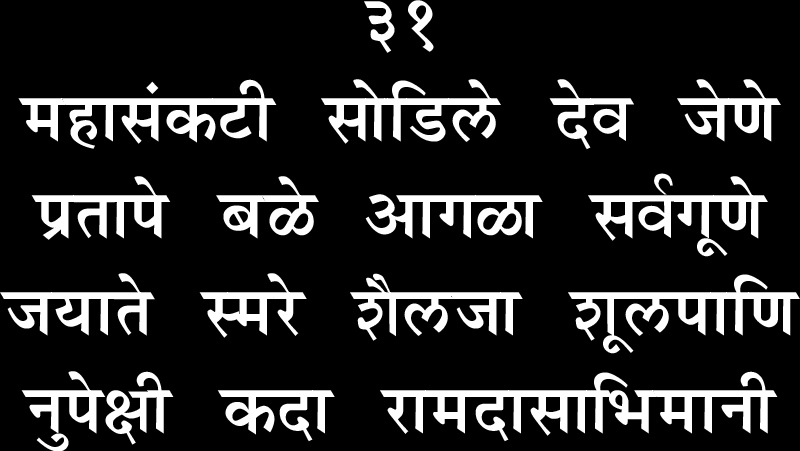 ३१
महासंकटी सोडिले देव जेणे
प्रतापे बळे आगळा सर्वगूणे
जयाते स्मरे शैलजा शूलपाणि
नुपेक्षी कदा रामदासाभिमानी